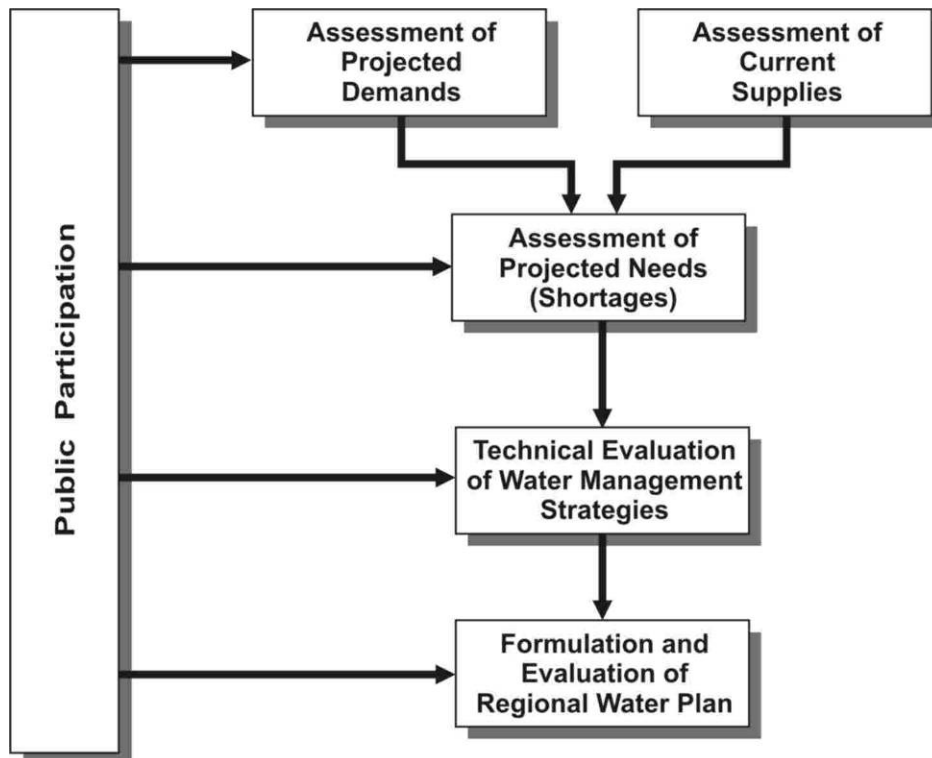 Public Participation
Assessment of
Projected
Demands
Assessment of
Current
Supplies
Assessment of
Projected Needs
(Shortages)
Technical Evaluation
of Water Management
Strategies
Formulation and
Evaluation of
Regional Water Plan